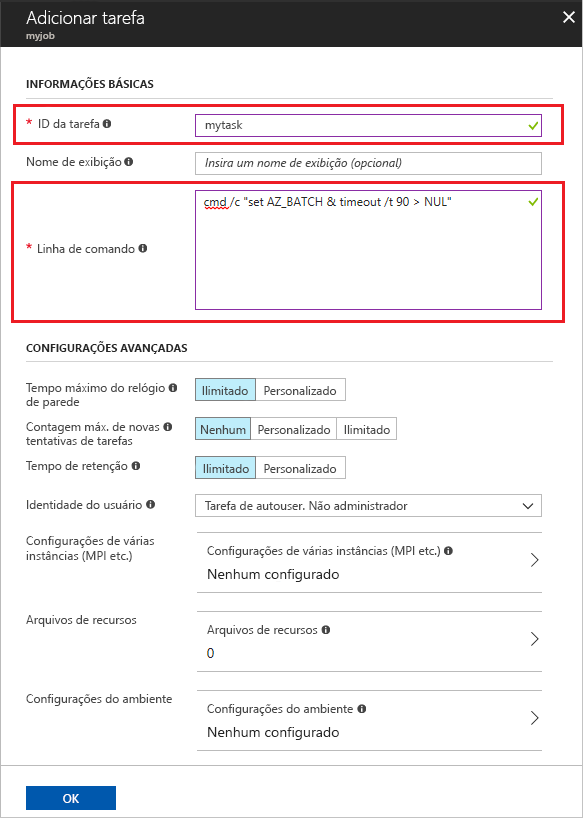 Adicionar tarefa
myjob
INFORMAÇÕES BÁSICAS
* ID da tarefa
mytask
Nome de exibição
Insira um nome de exibição (opcional)
cmd /c "set AZ_BATCH & timeout /t 90 > NUL"
* Linha de comando
CONFIGURAÇÕES AVANÇADAS
Tempo máximo do relógio
de parede
Ilimitado Personalizado
Contagem máx. de novas
tentativas de tarefas
Nenhum Personalizado Ilimitado
Tempo de retenção
Ilimitado Personalizado
Identidade do usuário
Tarefa de autouser. Não administrador
Configurações de várias
instâncias (MPI etc.)
Configurações de várias instâncias (MPI etc.)
Nenhum configurado
Arquivos de recursos
Arquivos de recursos
0
Configurações do ambiente
Configurações do ambiente
Nenhum configurado
OK